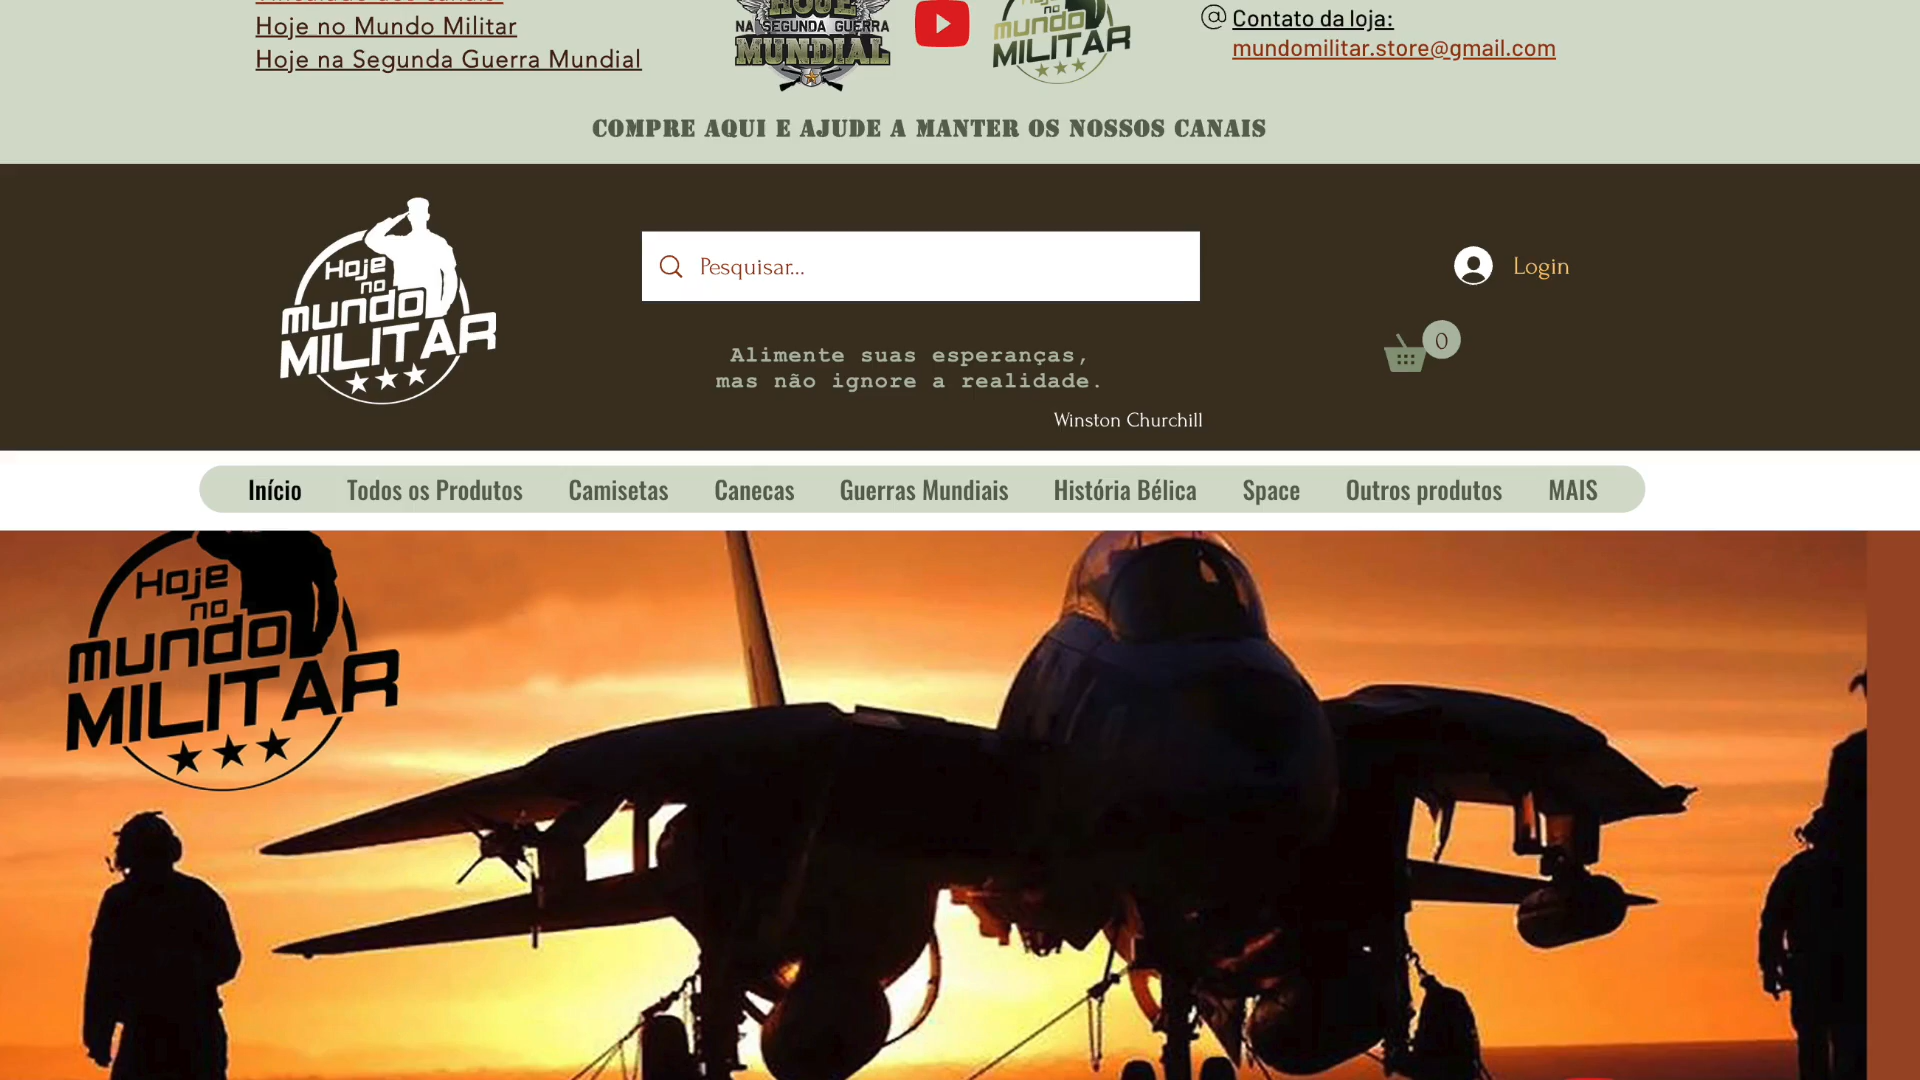 Hoje no Mundo Militar
Hoje na Segunda Guerra Mundial
HOJE
NA SEGUNDA GUERRA
MUNDIAL
Hoje
no
mundo
MILITAR
Contato da loja:
mundomilitar.store@gmail.com
COMPRE AQUI E AJUDE A MANTER OS NOSSOS CANAIS
Hoje
no
mundo
MILITAR
Pesquisar...
Login
0
Alimente suas esperanças,
mas não ignore a realidade.
Winston Churchill
Início Todos os Produtos Camisetas Canecas Guerras Mundiais História Bélica Space Outros produtos MAIS
Hoje
no
mundo
MILITAR